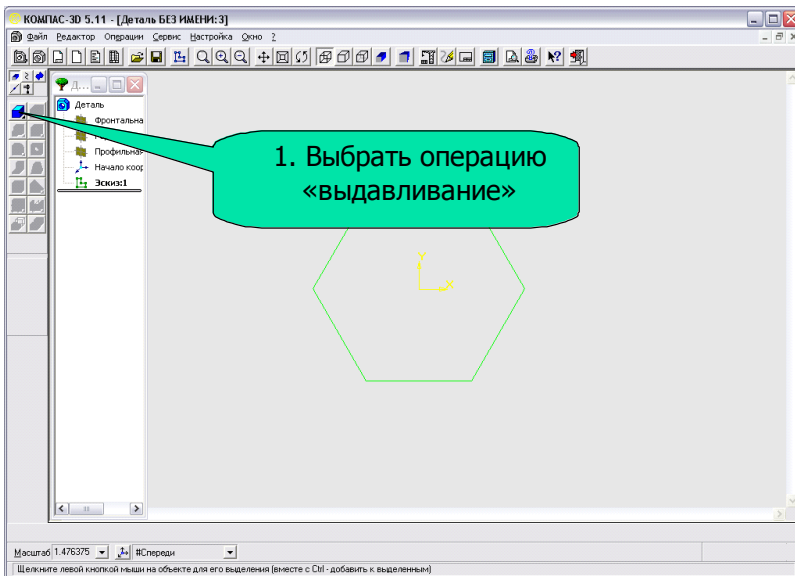 КОМПАС-3D 5.11 - [Деталь БЕЗ ИМЕНИ:3]
Файл Редактор Операции Сервис Настройка Окно ?
Д...
Деталь
Фронтальна
Профильная
Начало коор
Эскиз:1
1. Выбрать операцию
«выдавливание»
Y
X
Масштаб 1.476375 #Спереди
Щелкните левой кнопкой мыши на объекте для его выделения (вместе с Ctrl - добавить к выделенным)